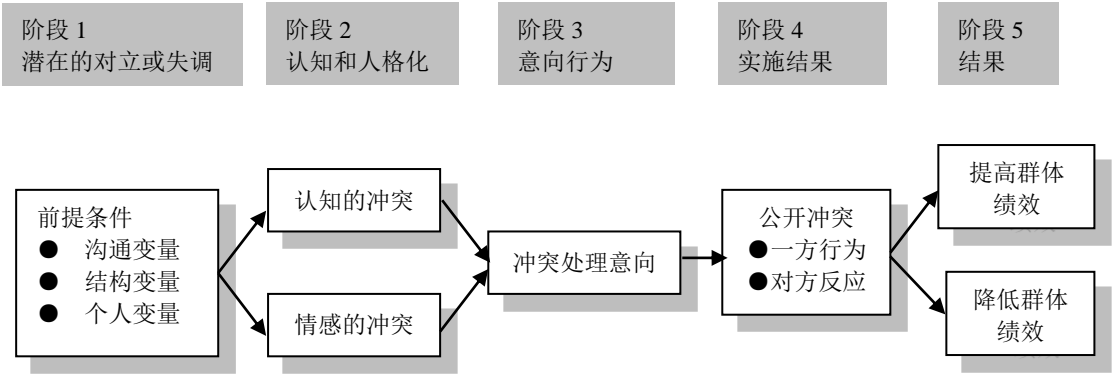 阶段 1
潜在的对立或失调
阶段 2
认知和人格化
阶段 3
意向行为
阶段 4
实施结果
阶段 5
结果
前提条件
● 沟通变量
● 结构变量
● 个人变量
认知的冲突
情感的冲突
冲突处理意向
公开冲突
●一方行为
●对方反应
提高群体
绩效
降低群体
绩效